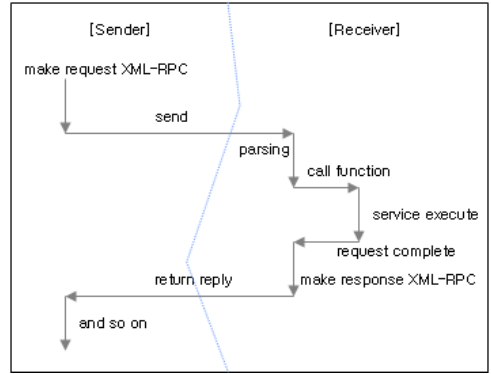 [Sender]
[Receiver]
make request XML-RPC
send
parsing
call function
service execute
request complete
return reply
make response XML-RPC
and so on